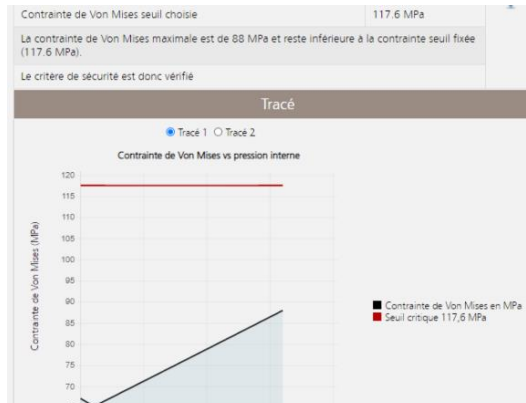 Contrainte de Von Mises seuil choisie 117.6 MPa
La contrainte de Von Mises maximale est de 88 MPa et reste inférieure à la contrainte seuil fixée
(117.6 MPa).
Le critère de sécurité est donc vérifié
Tracé
Tracé 1 Tracé 2
Contrainte de Von Mises vs pression interne
120
115
110
105
100
95
90
85
80
75
70
Contrainte de Von Mises (MPa)
Contrainte de Von Mises en MPa
Seuil critique 117,6 MPa